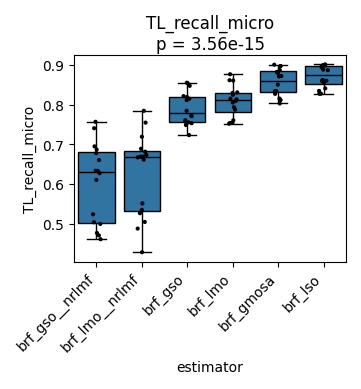 TL_recall_micro
p = 3.56e-15
TL_recall_micro
0.9
0.8
0.7
0.6
0.5
brf_gso__nrlmf
brf_lmo__nrlmf
brf_gso
brf_lmo
brf_gmosa
brf_lso
estimator